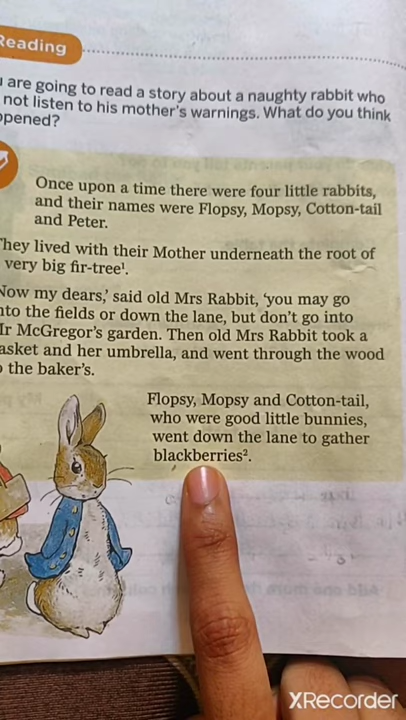 Reading
are going to read a story about a naughty rabbit who
not listen to his mother's warnings. What do you think
Once upon a time there were four little rabbits,
and their names were Flopsy, Mopsy, Cotton-tail
and Peter.
They lived with their Mother underneath the root of
very big fir-tree¹.
Now my dears,' said old Mrs Rabbit, 'you may go
the fields or down the lane, but don't go into
McGregor's garden. Then old Mrs Rabbit took a
and her umbrella, and went through the wood
the baker's.
Flopsy, Mopsy and Cotton-tail,
who were good little bunnies,
went down the lane to gather
blackberries².
XRecorder